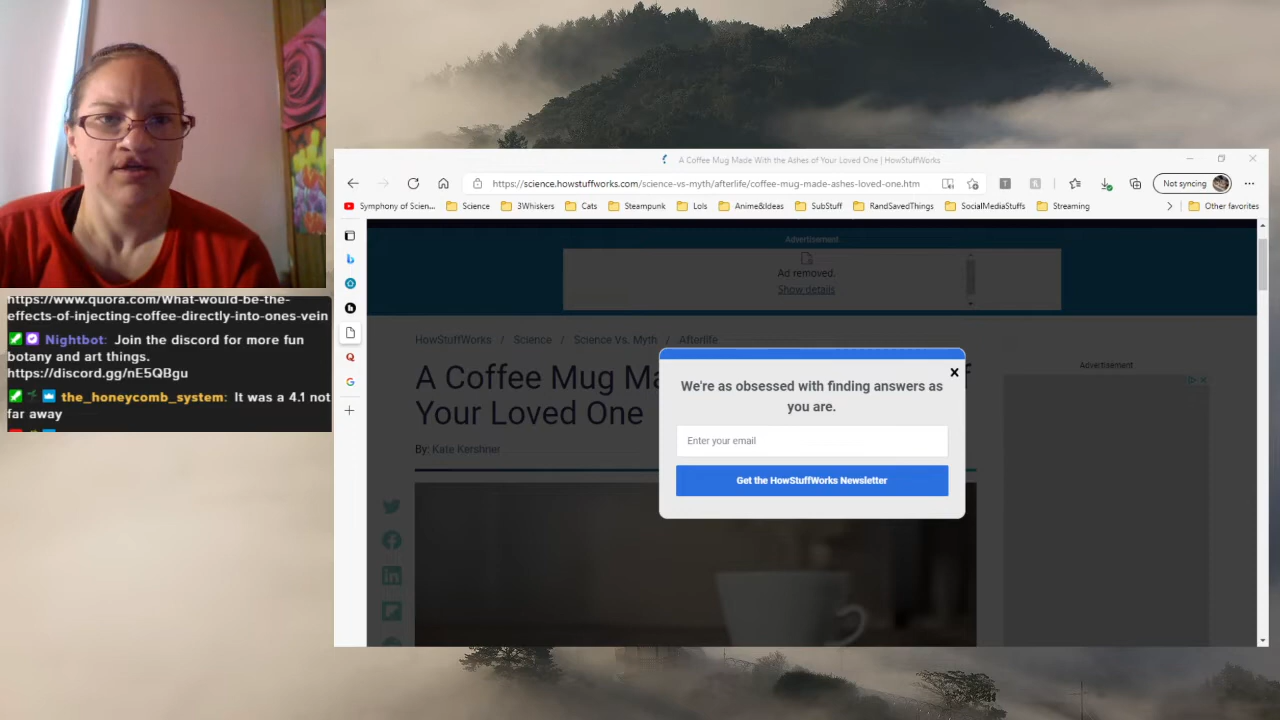 https://www.quora.com/What-would-be-the-
effects-of-injecting-coffee-directly-into-ones-vein
Nightbot: Join the discord for more fun
botany and art things.
https://discord.gg/nE5QBgu
the_honeycomb_system: It was a 4.1 not
far away
A Coffee Mug Made With the Ashes of Your Loved One | HowStuffWorks
https://science.howstuffworks.com/science-vs-myth/afterlife/coffee-mug-made-ashes-loved-one.htm
Not syncing
Symphony of Scien... Science 3Whiskers Cats Steampunk Lols Anime&Ideas SubStuff RandSavedThings SocialMediaStuffs Streaming Other favorites
Advertisement
Ad removed.
Show details
HowStuffWorks / Science / Science Vs. Myth / Afterlife
A Coffee Mug Ma
Your Loved One
By: Kate Kershner
Advertisement
We're as obsessed with finding answers as
you are.
Enter your email
Get the HowStuffWorks Newsletter